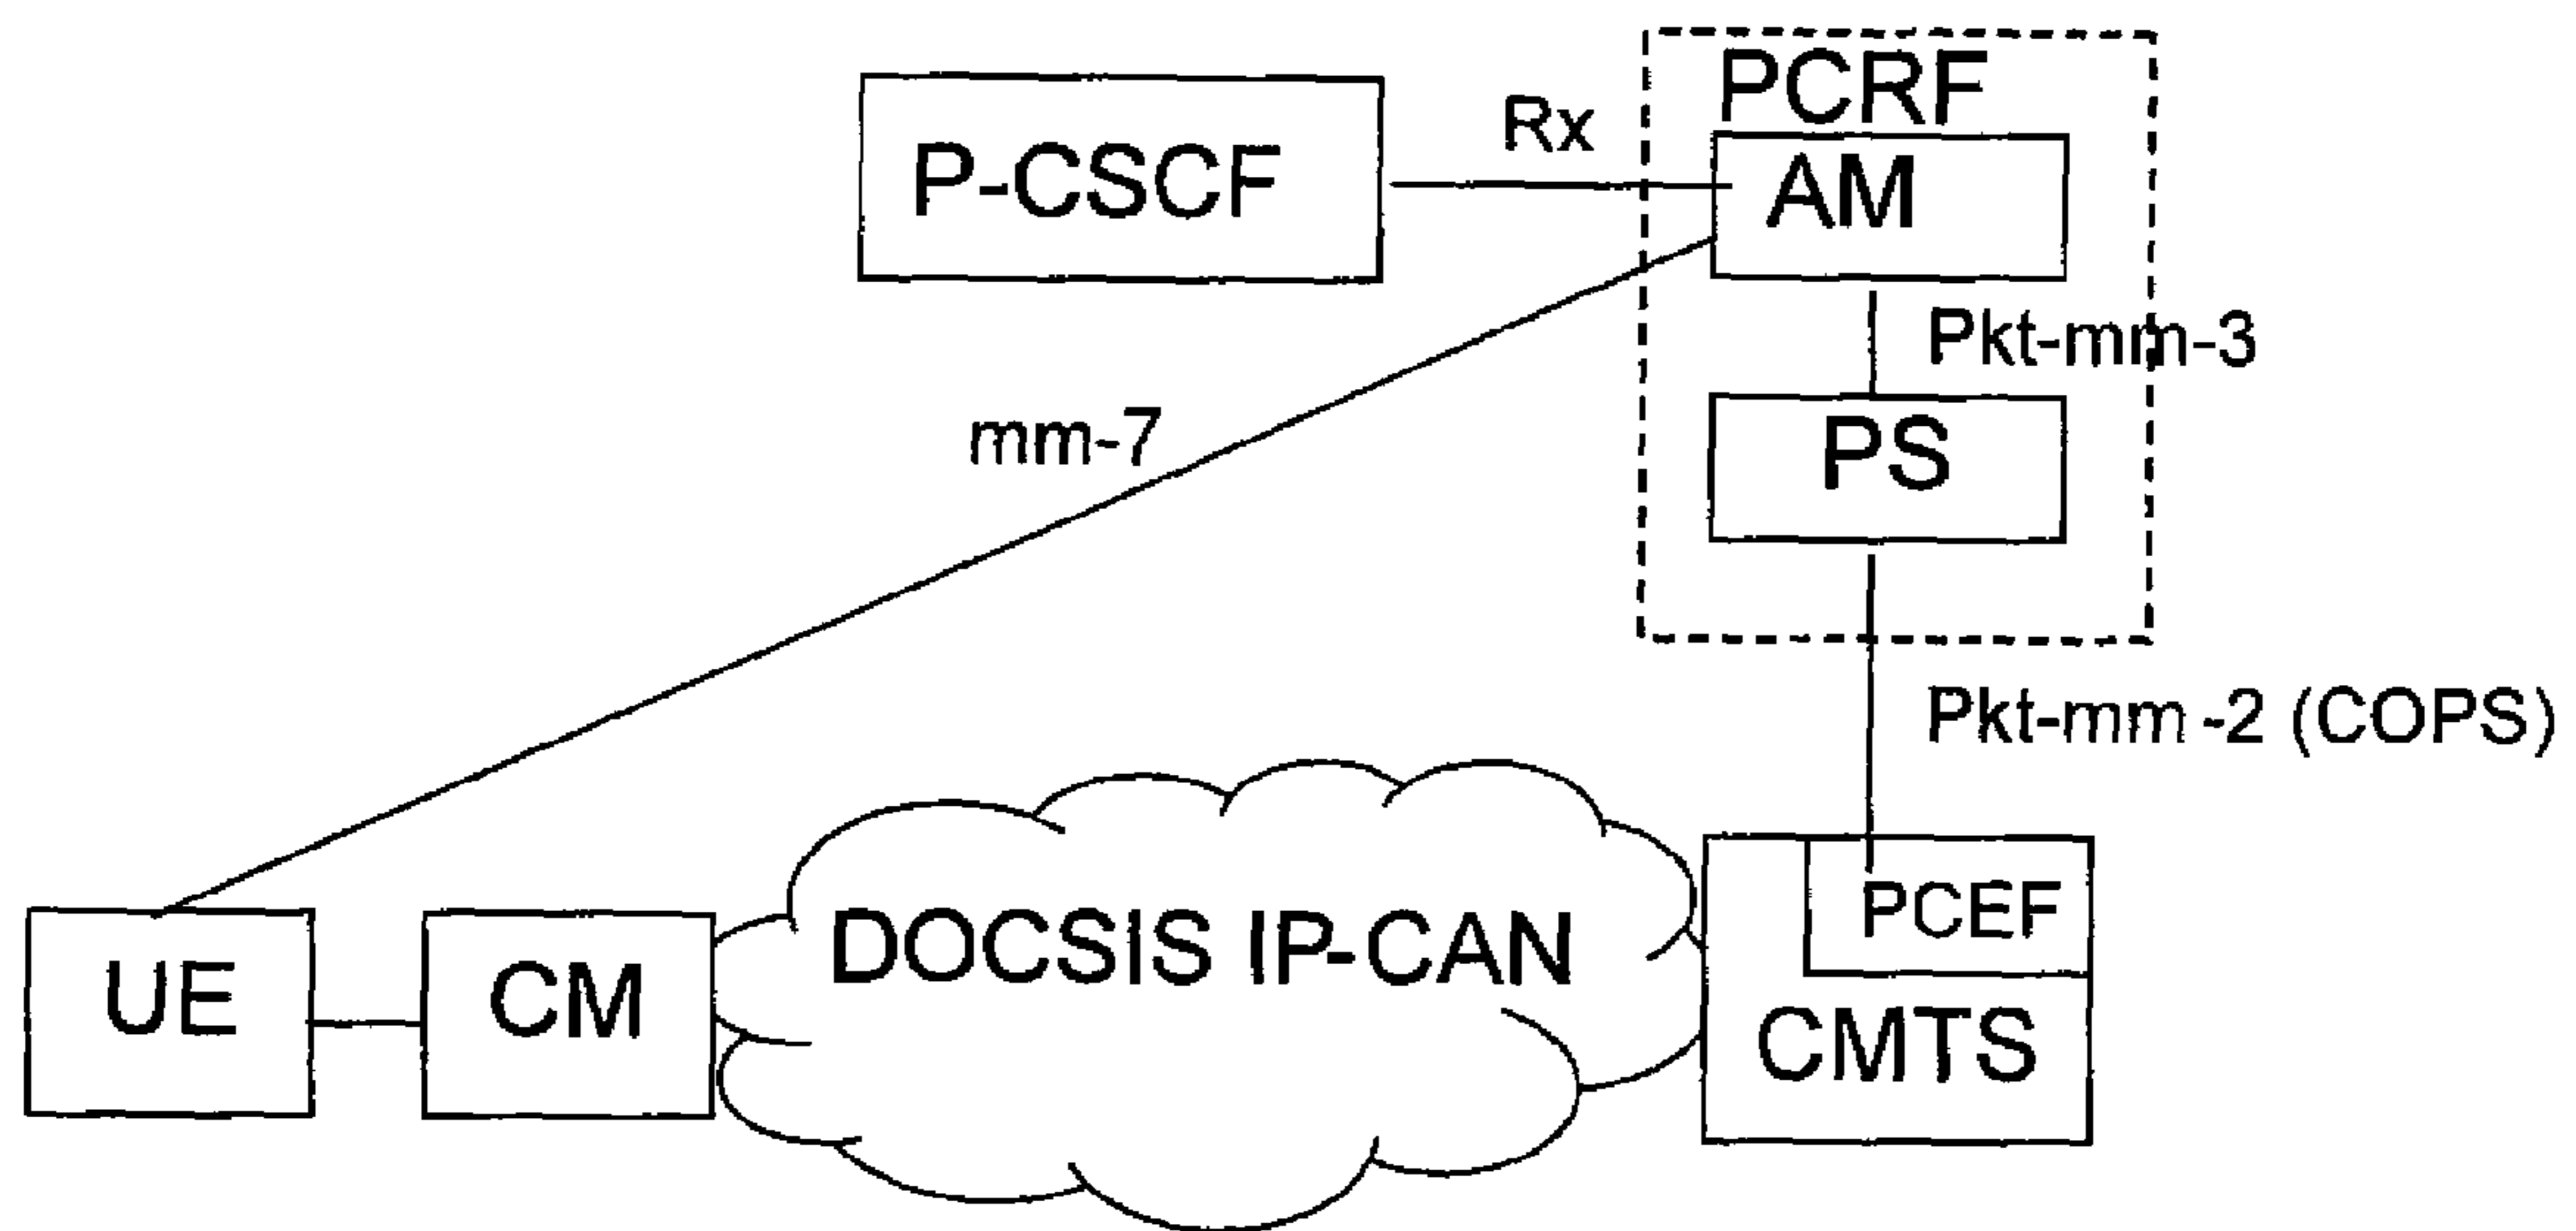 PCRF
Rx
P-CSCF
AM
Pkt-mm-3
mm-7
PS
Pkt-mm-2 (COPS)
PCEF
DOCSIS IP-CAN
UE
CM
CMTS